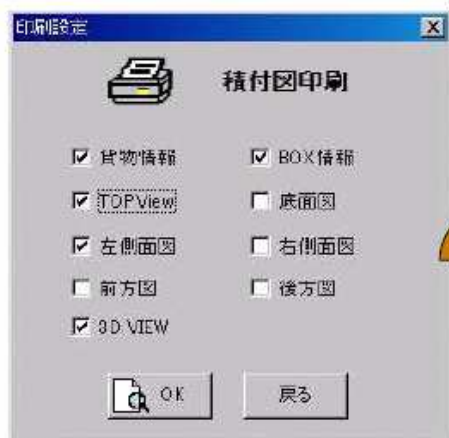 印刷設定
積付図印刷
貨物情報 BOX情報
TOPView 底面図
左側面図 右側面図
前方図 後方図
3D VIEW
OK 戻る